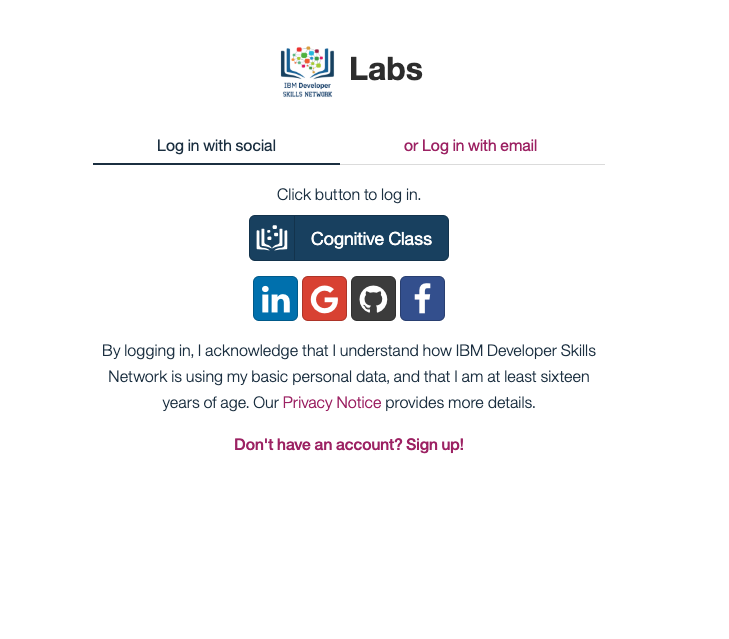 IBM Developer
SKILLS NETWORK
Labs
Log in with social
or Log in with email
Click button to log in.
Cognitive Class
in G f
By logging in, I acknowledge that I understand how IBM Developer Skills
Network is using my basic personal data, and that I am at least sixteen
years of age. Our Privacy Notice provides more details.
Don't have an account? Sign up!